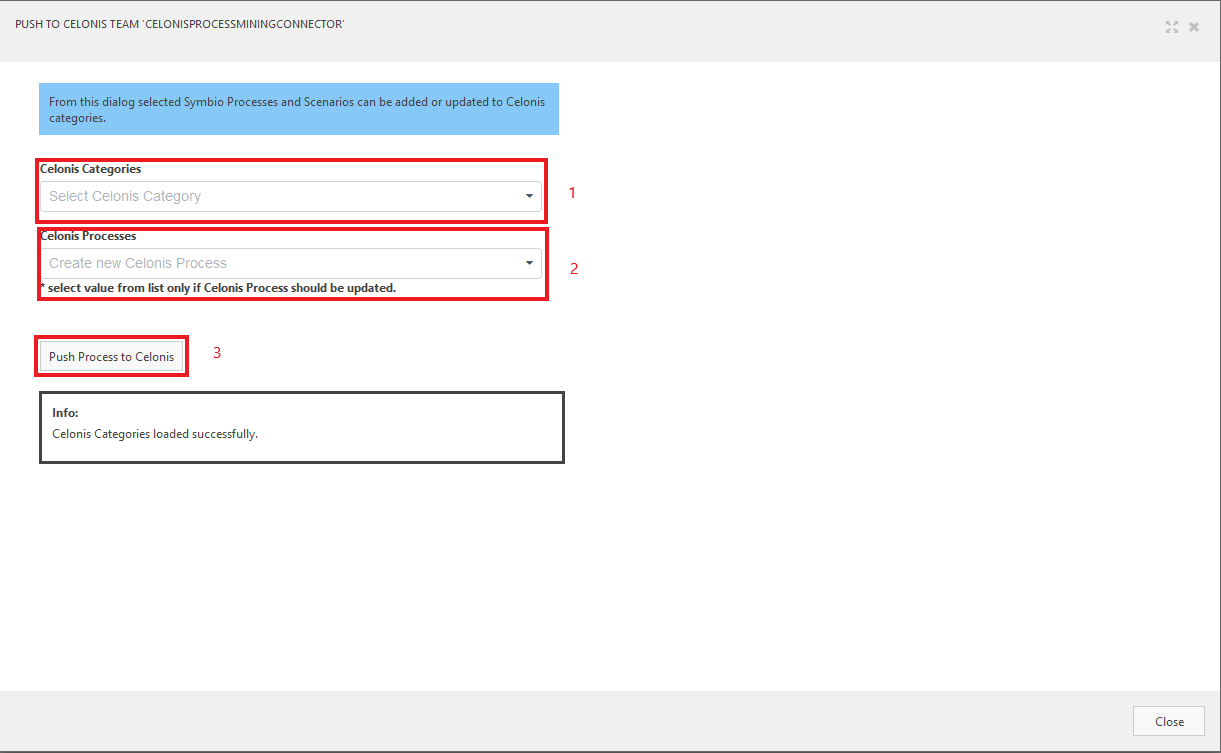 PUSH TO CELONIS TEAM 'CELONISPROCESSMININGCONNECTOR'
From this dialog selected Symbio Processes and Scenarios can be added or updated to Celonis
categories.
Celonis Categories
Select Celonis Category
1
Celonis Processes
Create new Celonis Process
2
* select value from list only if Celonis Process should be updated.
Push Process to Celonis
3
Info:
Celonis Categories loaded successfully.
Close